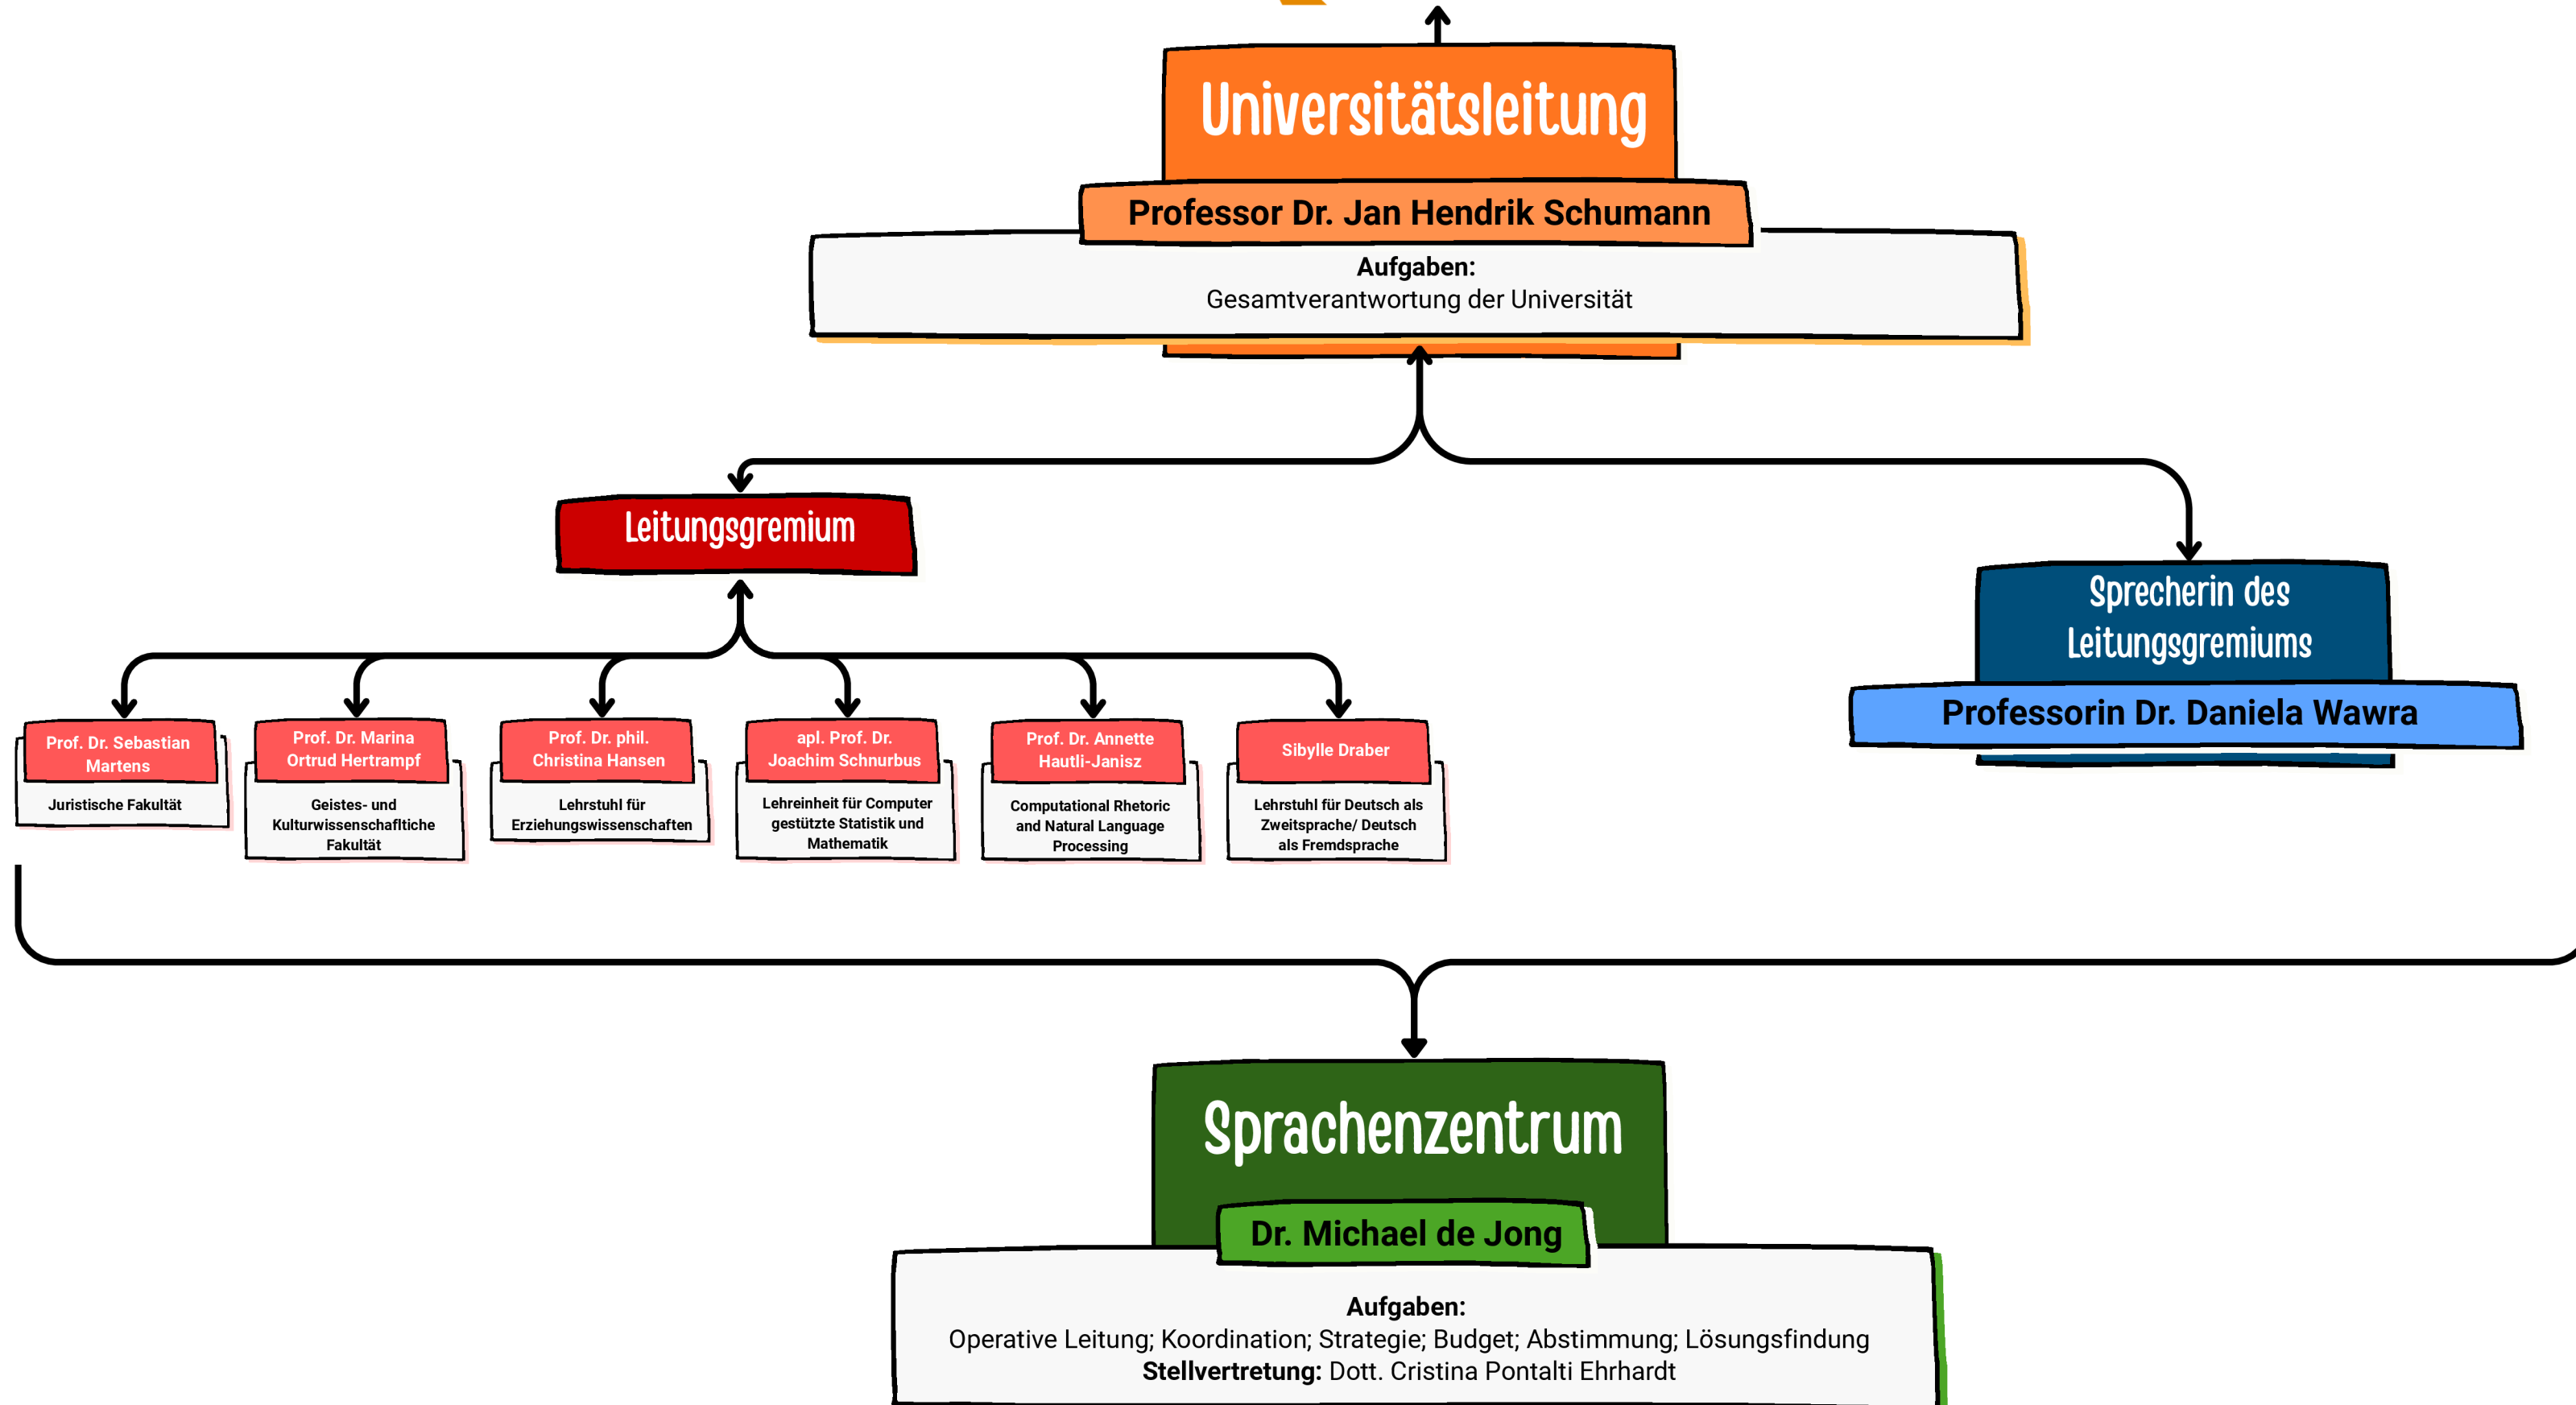 Universitätsleitung
Professor Dr. Jan Hendrik Schumann
Aufgaben:
Gesamtverantwortung der Universität
Leitungsgremium
Sprecherin des
Leitungsgremiums
Professorin Dr. Daniela Wawra
Prof. Dr. Sebastian
Martens
Juristische Fakultät
Prof. Dr. Marina
Ortrud Hertrampf
Geistes- und
Kulturwissenschafltiche
Fakultät
Prof. Dr. phil.
Christina Hansen
Lehrstuhl für
Erziehungswissenschaften
apl. Prof. Dr.
Joachim Schnurbus
Lehreinheit für Computer
gestützte Statistik und
Mathematik
Prof. Dr. Annette
Hautli-Janisz
Computational Rhetoric
and Natural Language
Processing
Sibylle Draber
Lehrstuhl für Deutsch als
Zweitsprache/ Deutsch
als Fremdsprache
Sprachenzentrum
Dr. Michael de Jong
Aufgaben:
Operative Leitung; Koordination; Strategie; Budget; Abstimmung; Lösungsfindung
Stellvertretung: Dott. Cristina Pontalti Ehrhardt